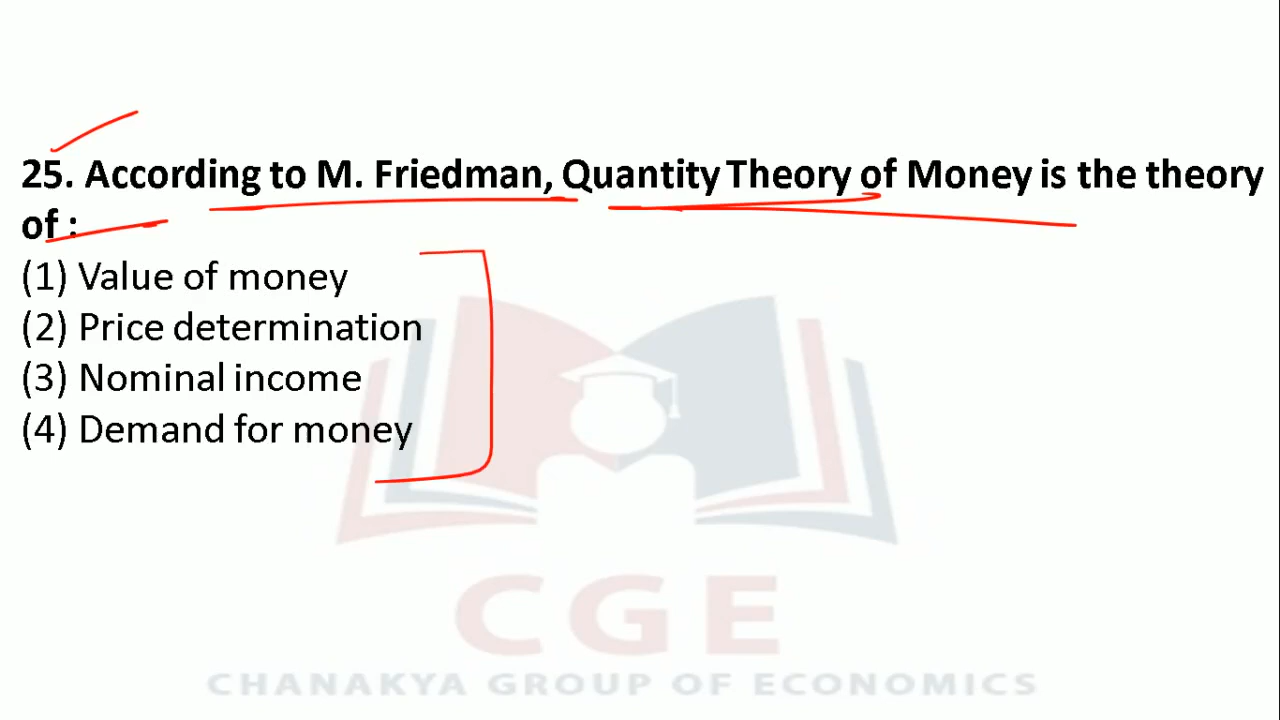 25. According to M. Friedman, Quantity Theory of Money is the theory
of :
(1) Value of money
(2) Price determination
(3) Nominal income
(4) Demand for money
CGE
CHANAKYA GROUP OF ECONOMICS